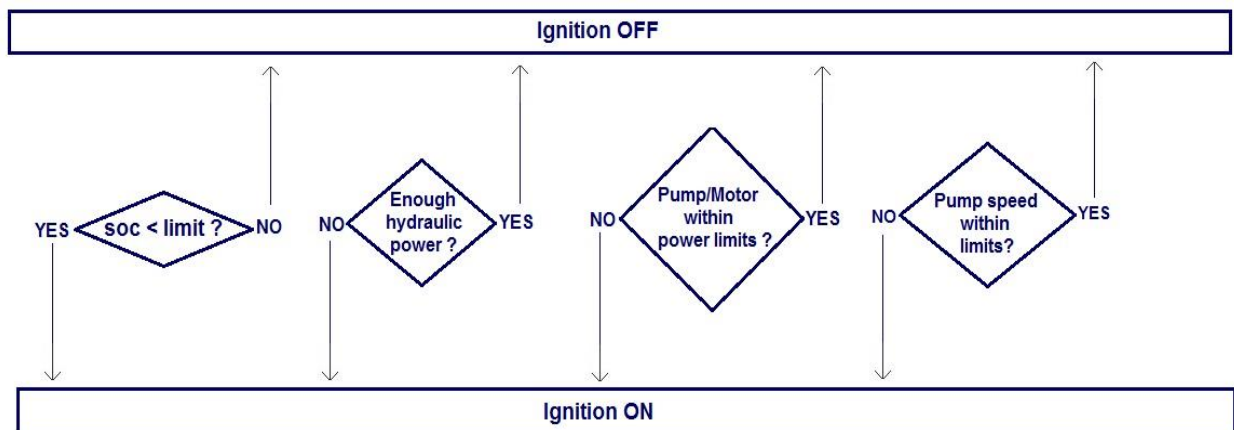 Ignition OFF
YES
soc < limit ?
NO
NO
Enough
hydraulic
power ?
YES
NO
Pump/Motor
within
power limits ?
YES
NO
Pump speed
within
limits?
YES
Ignition ON